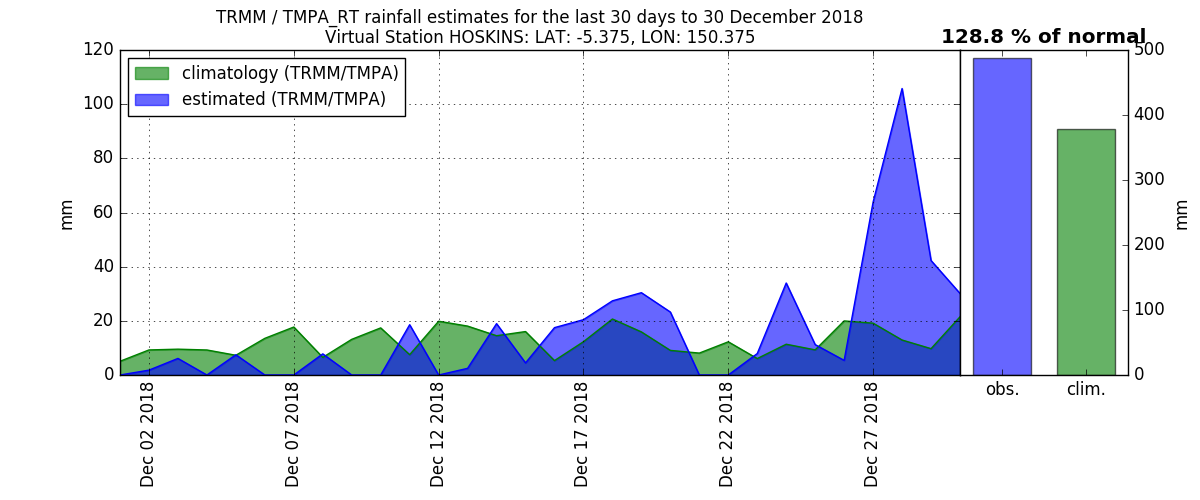 TRMM / TMPA_RT rainfall estimates for the last 30 days to 30 December 2018
Virtual Station HOSKINS: LAT: -5.375, LON: 150.375
128.8 % of normal
climatology (TRMM/TMPA)
estimated (TRMM/TMPA)
120
100
80
60
40
20
0
mm
Dec 02 2018
Dec 07 2018
Dec 12 2018
Dec 17 2018
Dec 22 2018
Dec 27 2018
500
400
300
200
100
0
mm
obs.
clim.